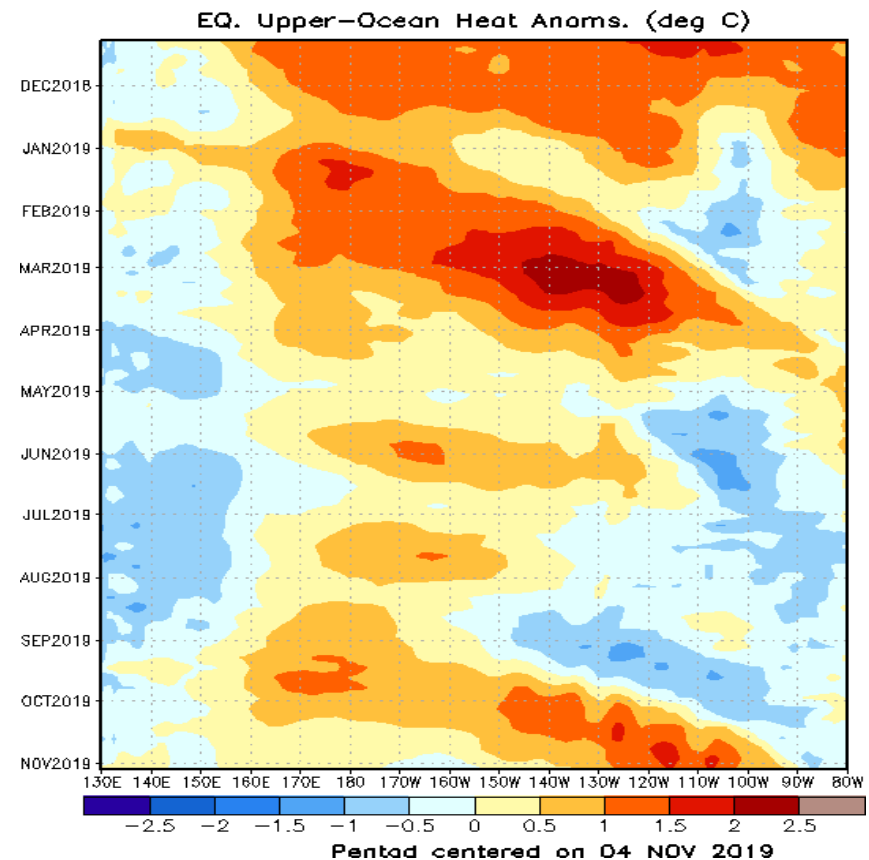 EQ. Upper-Ocean Heat Anoms. (deg C)
DEC2018
JAN2019
FEB2019
MAR2019
APR2019
MAY2019
JUN2019
JUL2019
AUG2019
SEP2019
OCT2019
NOV2019
130E 140E 150E 160E 170E 180 170W 160W 150W 140W 130W 120W 110W 100W 90W 80W
-2.5 -2 -1.5 -1 -0.5 0 0.5 1 1.5 2 2.5
Pentad centered on 04 NOV 2019